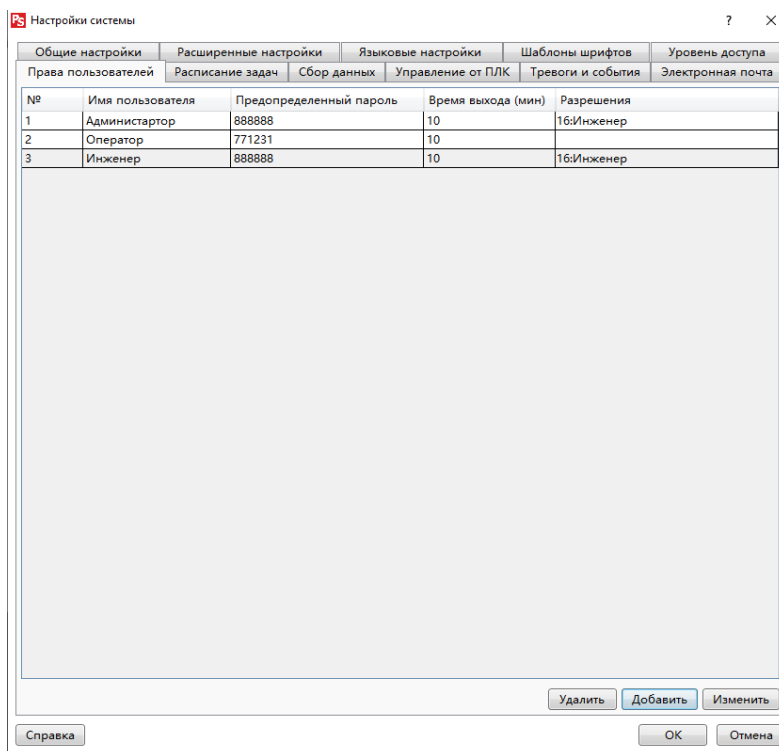 PS Настройки системы ? ×
Общие настройки Расширенные настройки Языковые настройки Шаблоны шрифтов Уровень доступа
Права пользователей Расписание задач Сбор данных Управление от ПЛК Тревоги и события Электронная почта
№ Имя пользователя Предопределенный пароль Время выхода (мин) Разрешения
1 Администартор 888888 10 16:Инженер
2 Оператор 771231 10
3 Инженер 888888 10 16:Инженер
Удалить Добавить Изменить
Справка OK Отмена